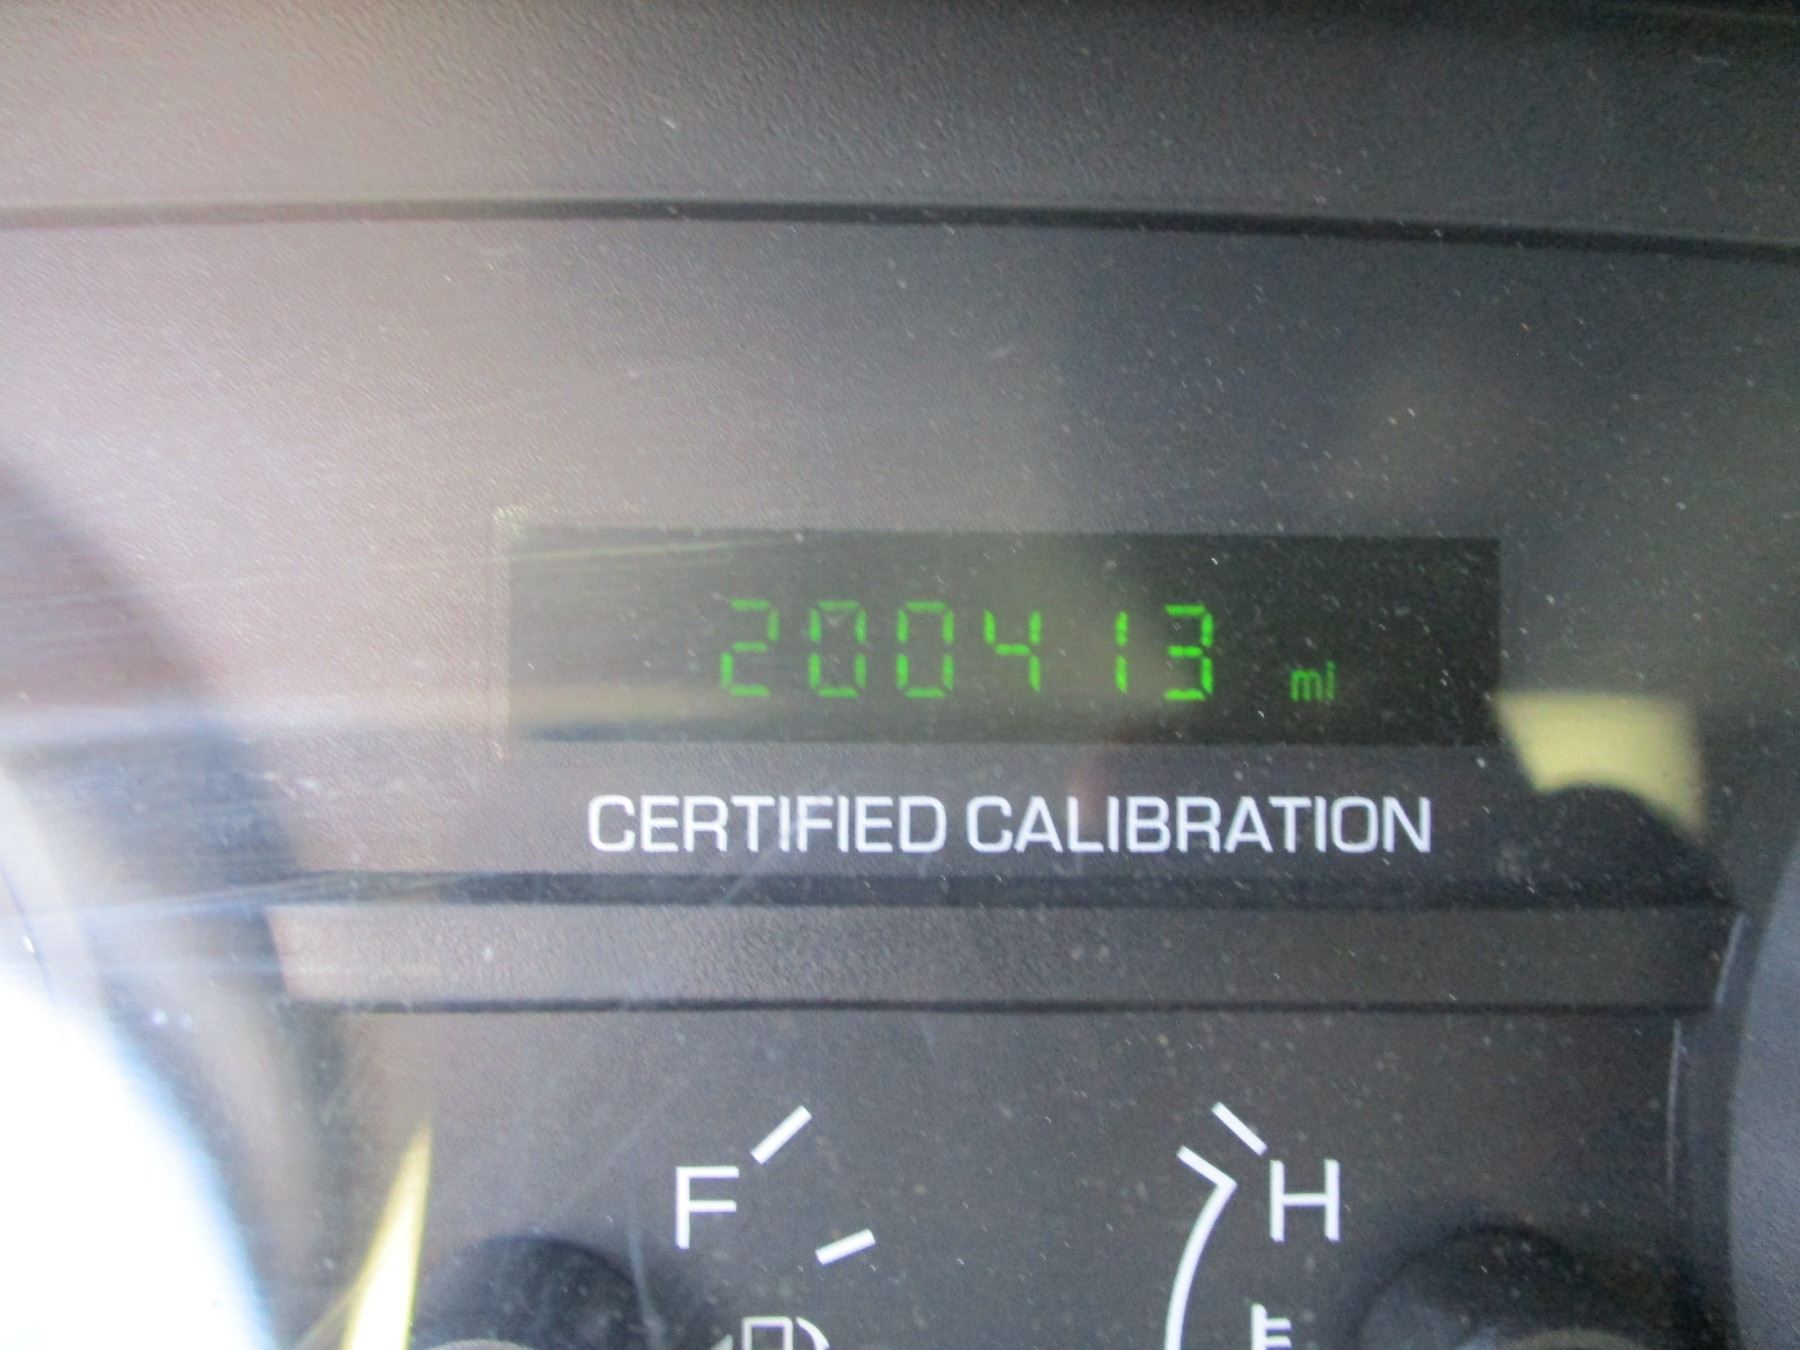 200413 mi
CERTIFIED CALIBRATION
F H